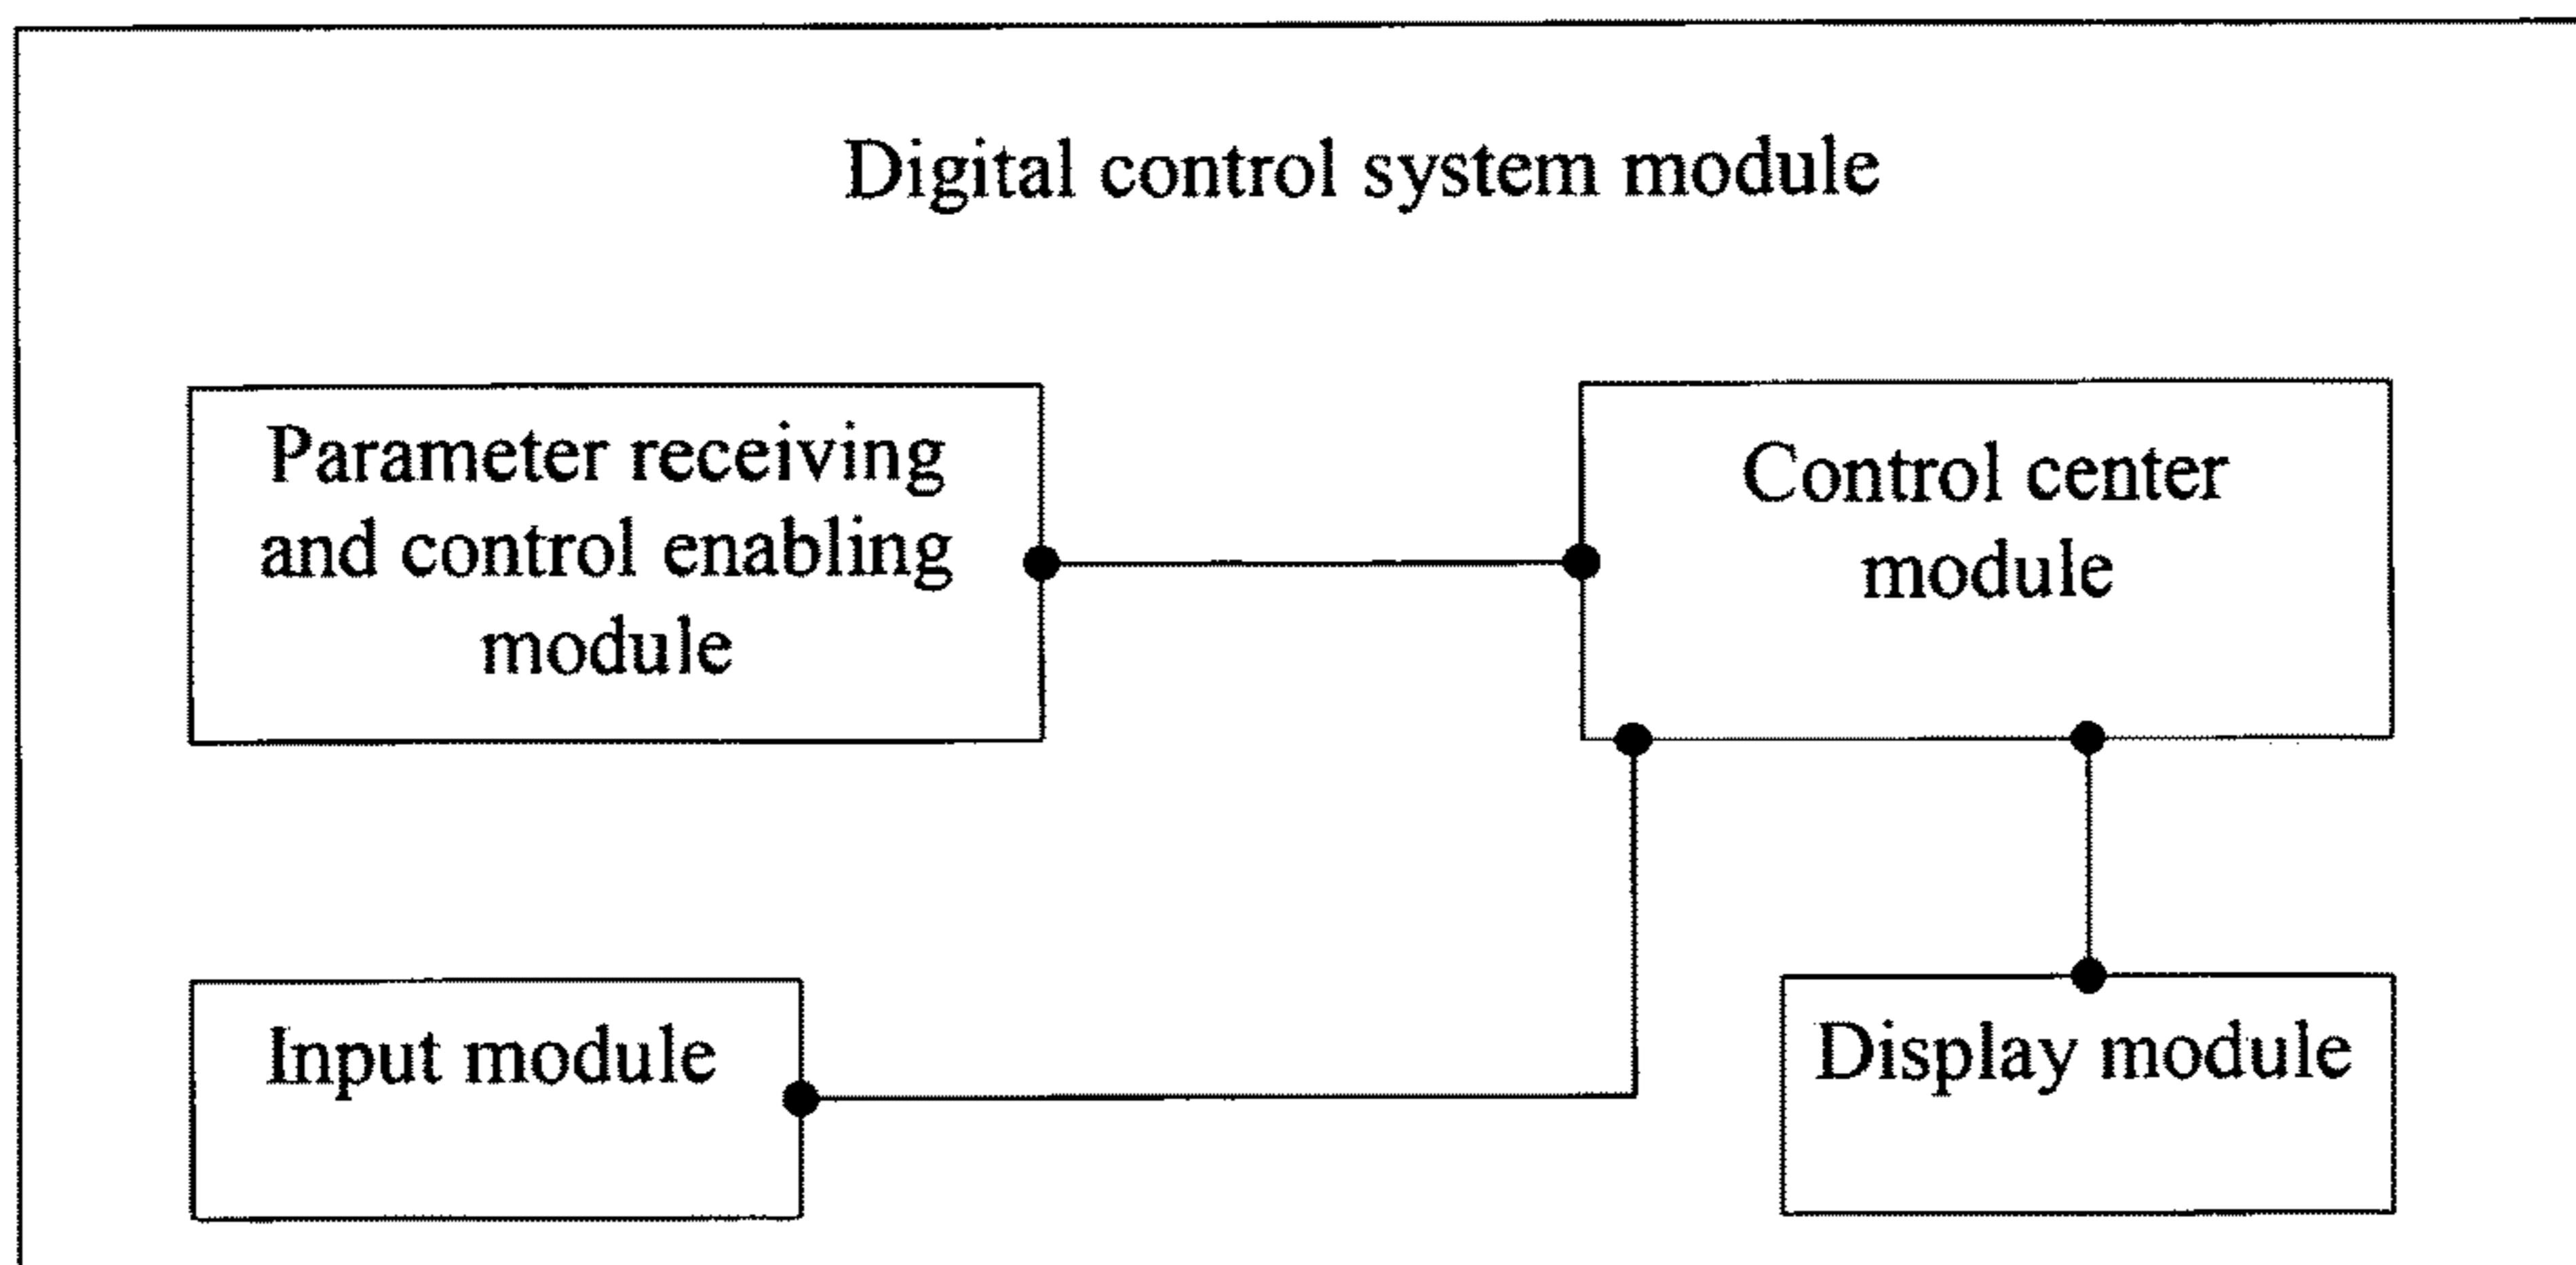 Digital control system module
Parameter receiving
and control enabling
module
Control center
module
Input module
Display module